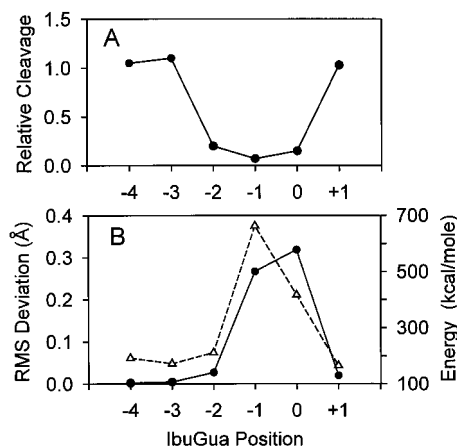 A
Relative Cleavage
1.5
1.0
0.5
0.0
-4 -3 -2 -1 0 +1
B
RMS Deviation (Å)
0.4
0.3
0.2
0.1
0.0
700
500
300
100
Energy (kcal/mole)
-4 -3 -2 -1 0 +1
IbuGua Position